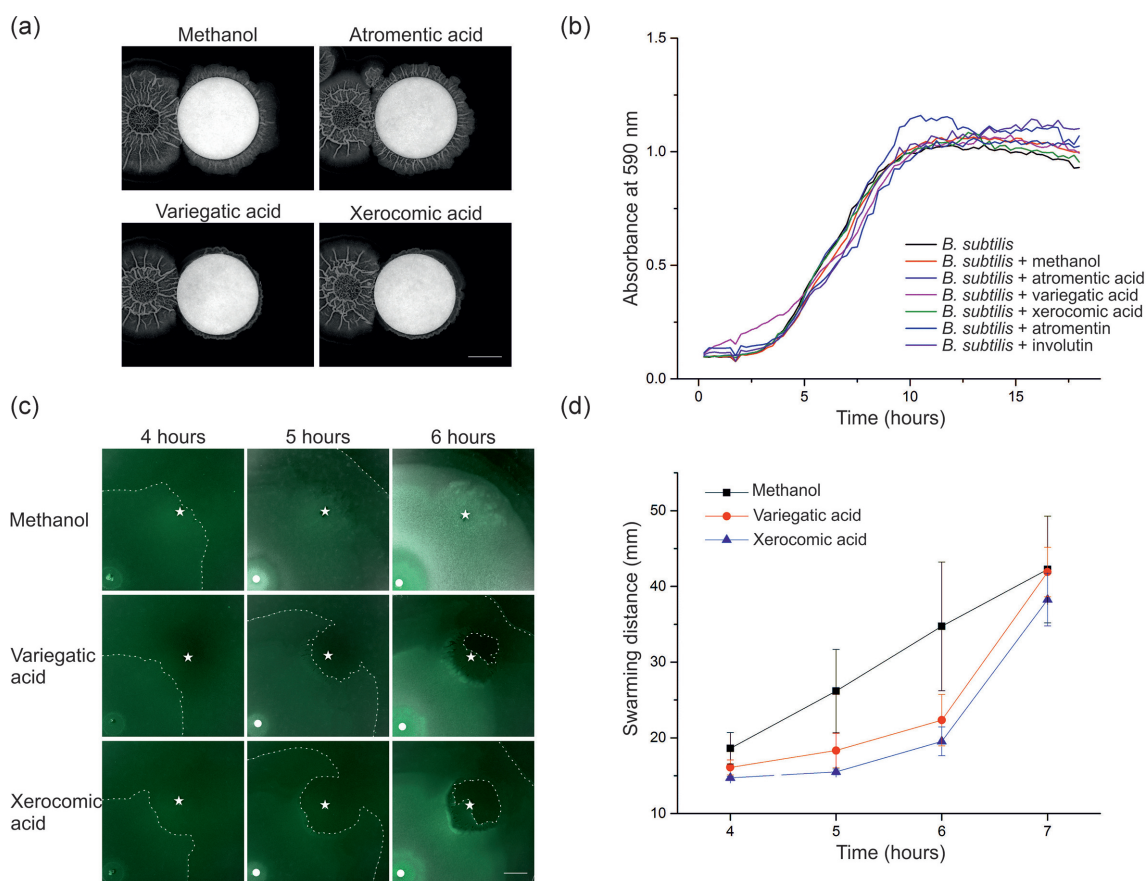 (a)
Methanol
Atromentic acid
Variegatic acid
Xerocomic acid
(b)
1.5
1.0
0.5
0.0
Absorbance at 590 nm
0
5
10
15
Time (hours)
B. subtilis
B. subtilis + methanol
B. subtilis + atromentic acid
B. subtilis + variegatic acid
B. subtilis + xerocomic acid
B. subtilis + atromentin
B. subtilis + involutin
(c)
4 hours
5 hours
6 hours
Methanol
Variegatic
acid
Xerocomic
acid
(d)
50
40
30
20
10
Swarming distance (mm)
Methanol
Variegatic acid
Xerocomic acid
4
5
6
7
Time (hours)